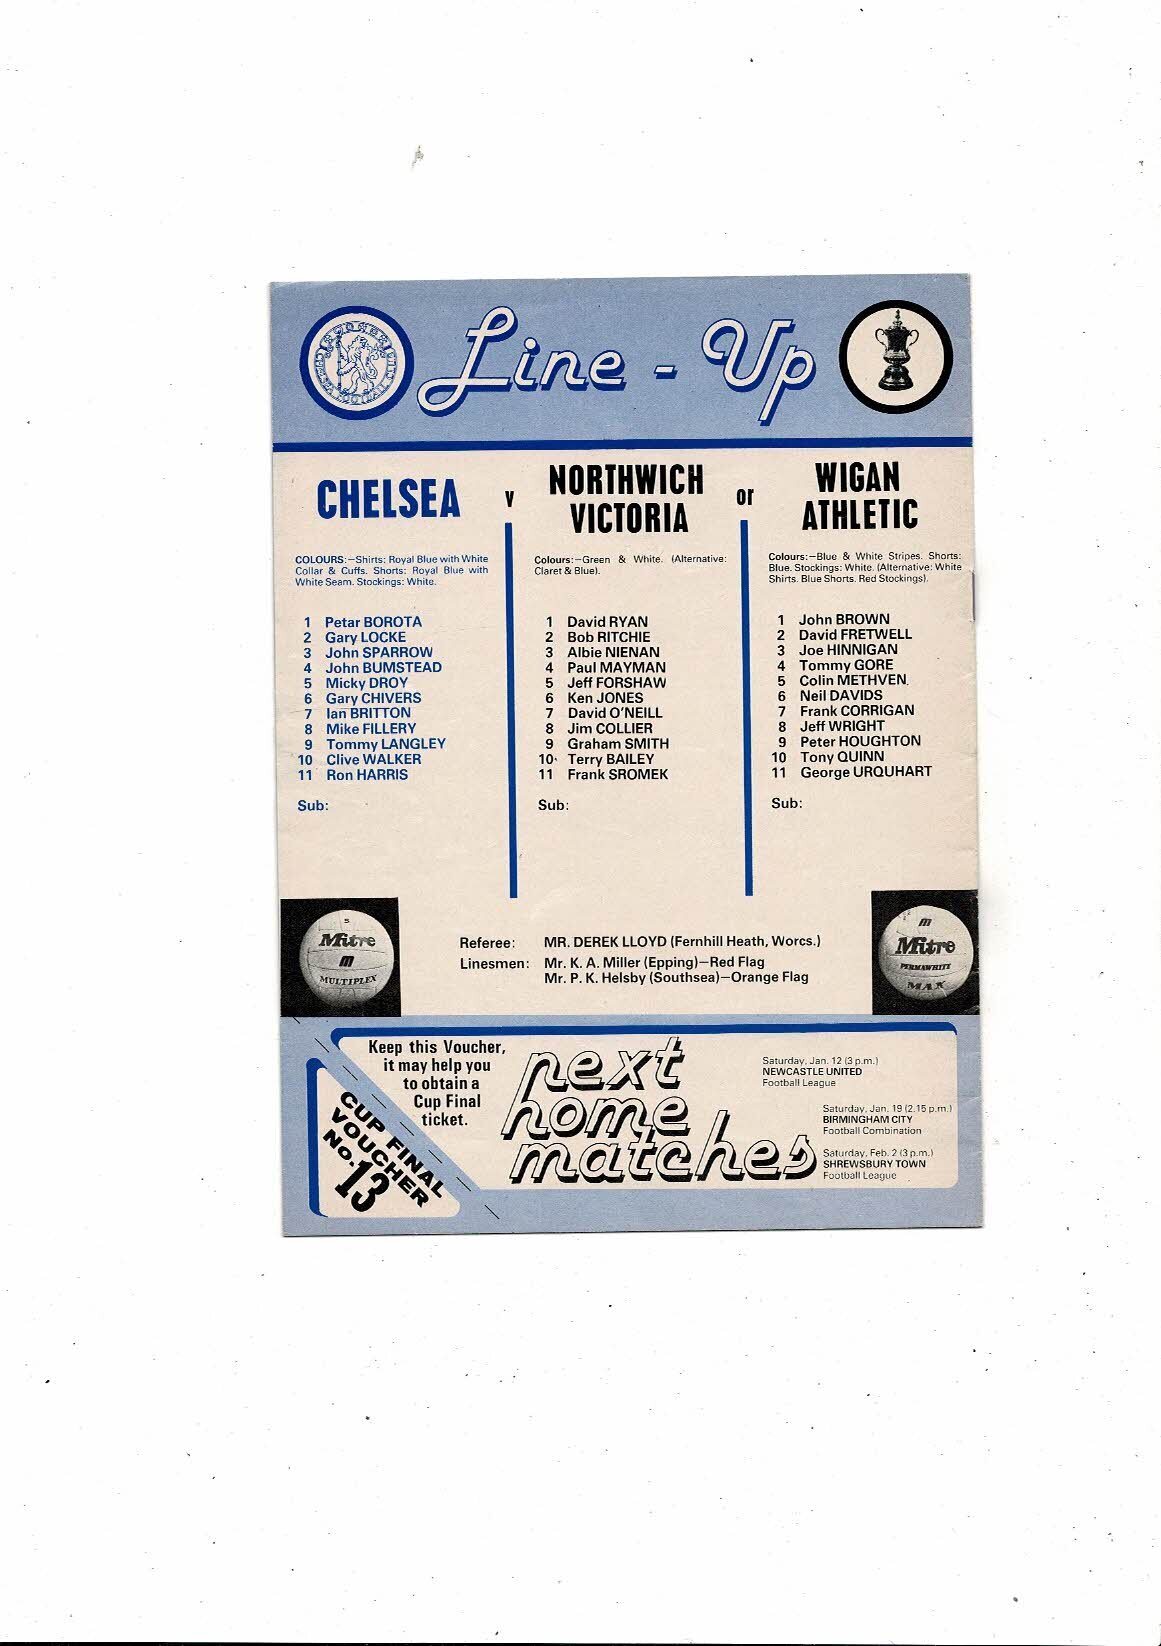 Line - Up
CHELSEA
v
NORTHWICH
VICTORIA
or
WIGAN
ATHLETIC
COLOURS:—Shirts: Royal Blue with White
Collar & Cuffs. Shorts: Royal Blue with
White Seam. Stockings: White.
1 Petar BOROTA
2 Gary LOCKE
3 John SPARROW
4 John BUMSTEAD
5 Micky DROY
6 Gary CHIVERS
7 Ian BRITTON
8 Mike FILLERY
9 Tommy LANGLEY
10 Clive WALKER
11 Ron HARRIS
Sub:
Colours:—Green & White. (Alternative:
Claret & Blue).
1 David RYAN
2 Bob RITCHIE
3 Albie NIENAN
4 Paul MAYMAN
5 Jeff FORSHAW
6 Ken JONES
7 David O'NEILL
8 Jim COLLIER
9 Graham SMITH
10 Terry BAILEY
11 Frank SROMEK
Sub:
Colours:—Blue & White Stripes. Shorts:
Blue. Stockings: White. (Alternative: White
Shirts. Blue Shorts. Red Stockings).
1 John BROWN
2 David FRETWELL
3 Joe HINNIGAN
4 Tommy GORE
5 Colin METHVEN
6 Neil DAVIDS
7 Frank CORRIGAN
8 Jeff WRIGHT
9 Peter HOUGHTON
10 Tony QUINN
11 George URQUHART
Sub:
5
Mitre
m
MULTIPLEX
Referee: MR. DEREK LLOYD (Fernhill Heath, Worcs.)
Linesmen: Mr. K. A. Miller (Epping)—Red Flag
Mr. P. K. Helsby (Southsea)—Orange Flag
m
Mitre
PERMAWHITE
MAX
Keep this Voucher,
it may help you
to obtain a
Cup Final
ticket.
CUP FINAL
VOUCHER
No. 13
next
home
matches
Saturday, Jan. 12 (3 p.m.)
NEWCASTLE UNITED
Football League
Saturday, Jan. 19 (2.15 p.m.)
BIRMINGHAM CITY
Football Combination
Saturday, Feb. 2 (3 p.m.)
SHREWSBURY TOWN
Football League